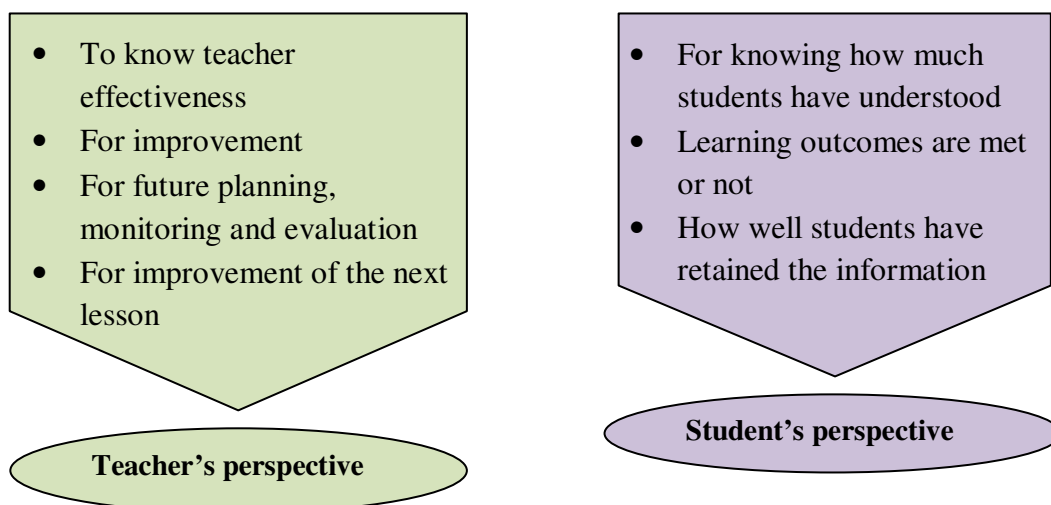 • To know teacher
effectiveness
• For improvement
• For future planning,
monitoring and evaluation
• For improvement of the next
lesson
Teacher’s perspective
• For knowing how much
students have understood
• Learning outcomes are met
or not
• How well students have
retained the information
Student’s perspective